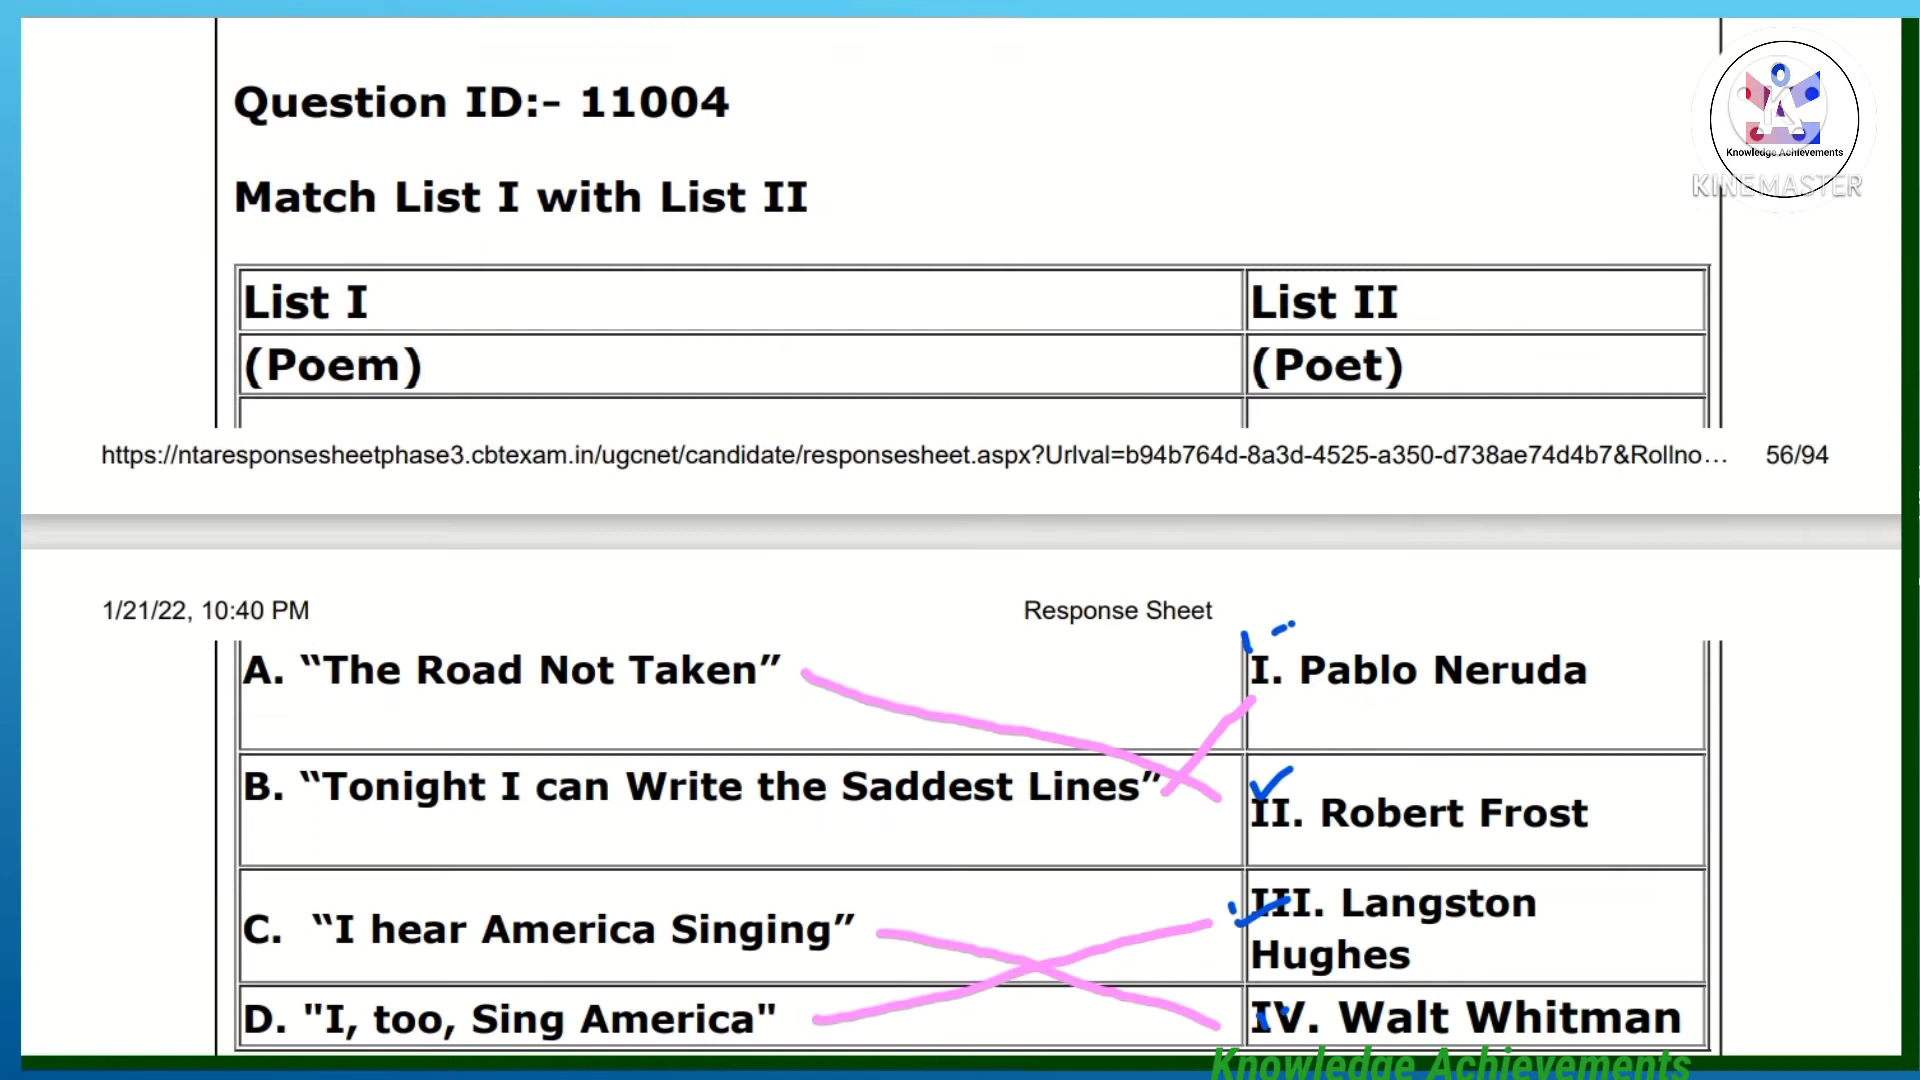 Question ID:- 11004
Knowledge Achievements
KINEMASTER
Match List I with List II
List I
List II
(Poem)
(Poet)
https://ntaresponsesheetphase3.cbtexam.in/ugcnet/candidate/responsesheet.aspx?Urlval=b94b764d-8a3d-4525-a350-d738ae74d4b7&Rollno… 56/94
1/21/22, 10:40 PM Response Sheet
A. “The Road Not Taken”
I. Pablo Neruda
B. “Tonight I can Write the Saddest Lines”
II. Robert Frost
C. “I hear America Singing”
III. Langston
Hughes
D. "I, too, Sing America"
IV. Walt Whitman
Knowledge Achievements